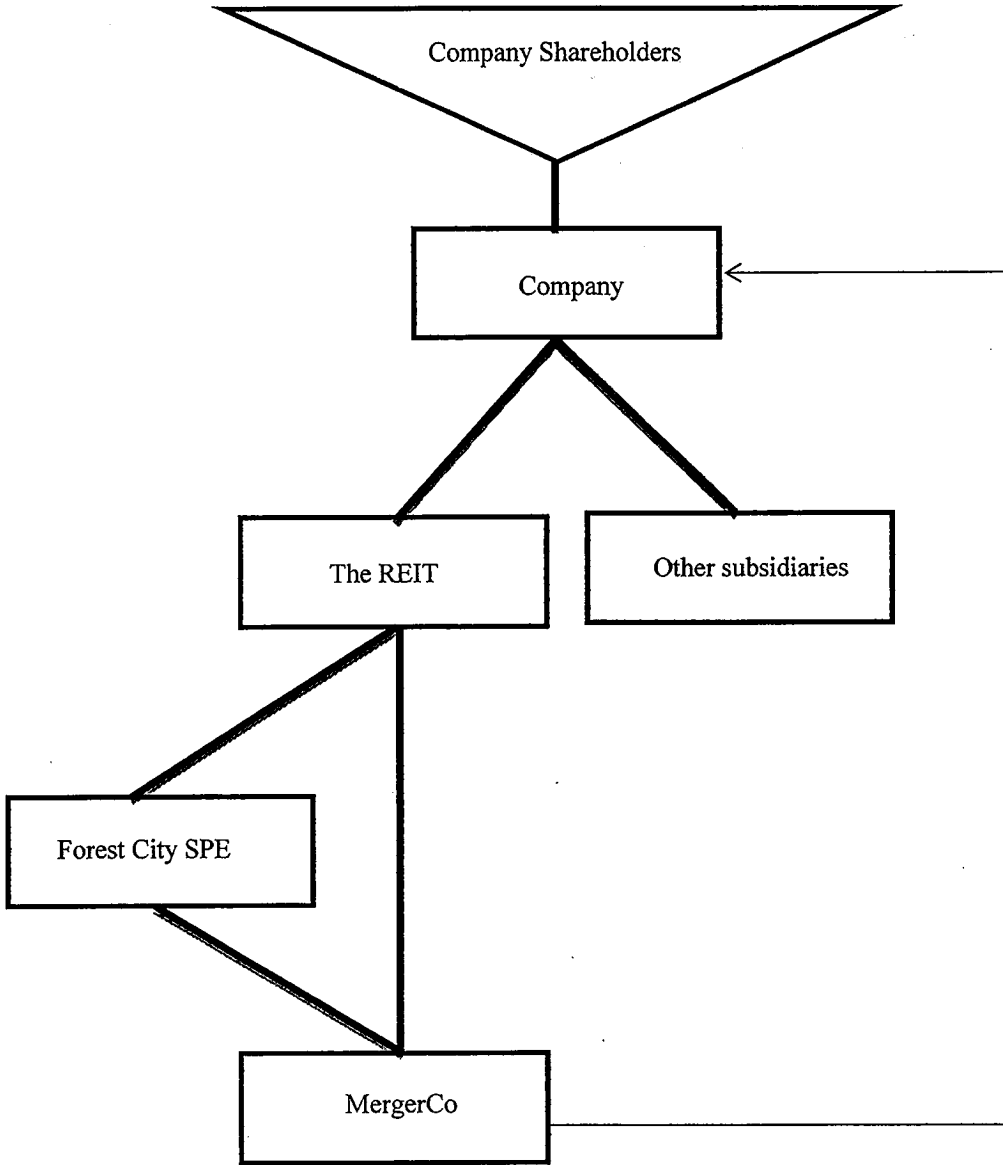 Company Shareholders
Company
The REIT
Other subsidiaries
Forest City SPE
MergerCo